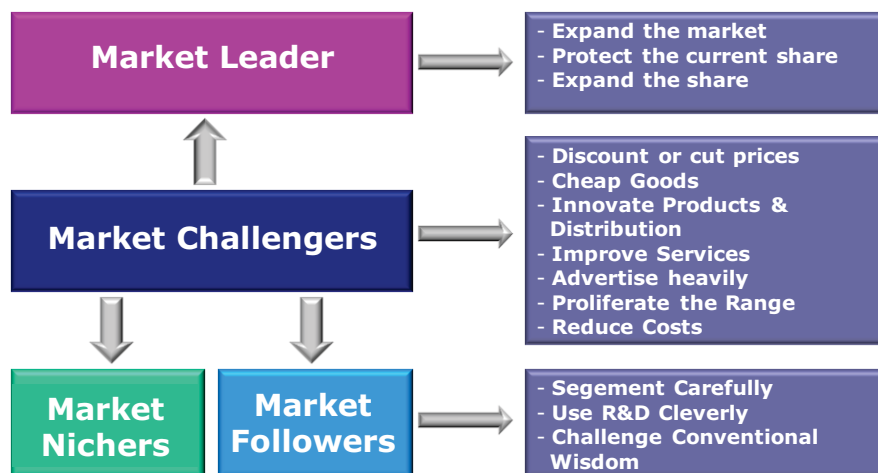 Market Leader
- Expand the market
- Protect the current share
- Expand the share
Market Challengers
- Discount or cut prices
- Cheap Goods
- Innovate Products &
Distribution
- Improve Services
- Advertise heavily
- Proliferate the Range
- Reduce Costs
Market
Nichers
Market
Followers
- Segement Carefully
- Use R&D Cleverly
- Challenge Conventional
Wisdom